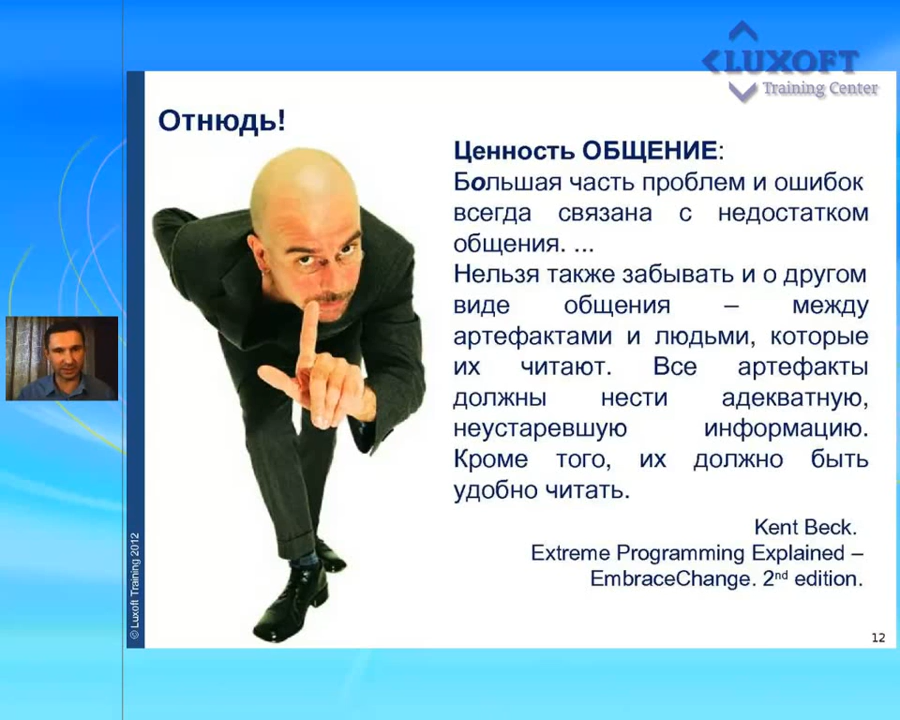 LUXOFT
Training Center
Отнюдь!
Ценность ОБЩЕНИЕ:
Большая часть проблем и ошибок
всегда связана с недостатком
общения. ...
Нельзя также забывать и о другом
виде общения – между
артефактами и людьми, которые
их читают. Все артефакты
должны нести адекватную,
неустаревшую информацию.
Кроме того, их должно быть
удобно читать.
Kent Beck.
Extreme Programming Explained –
EmbraceChange. 2nd edition.
© Luxoft Training 2012
12